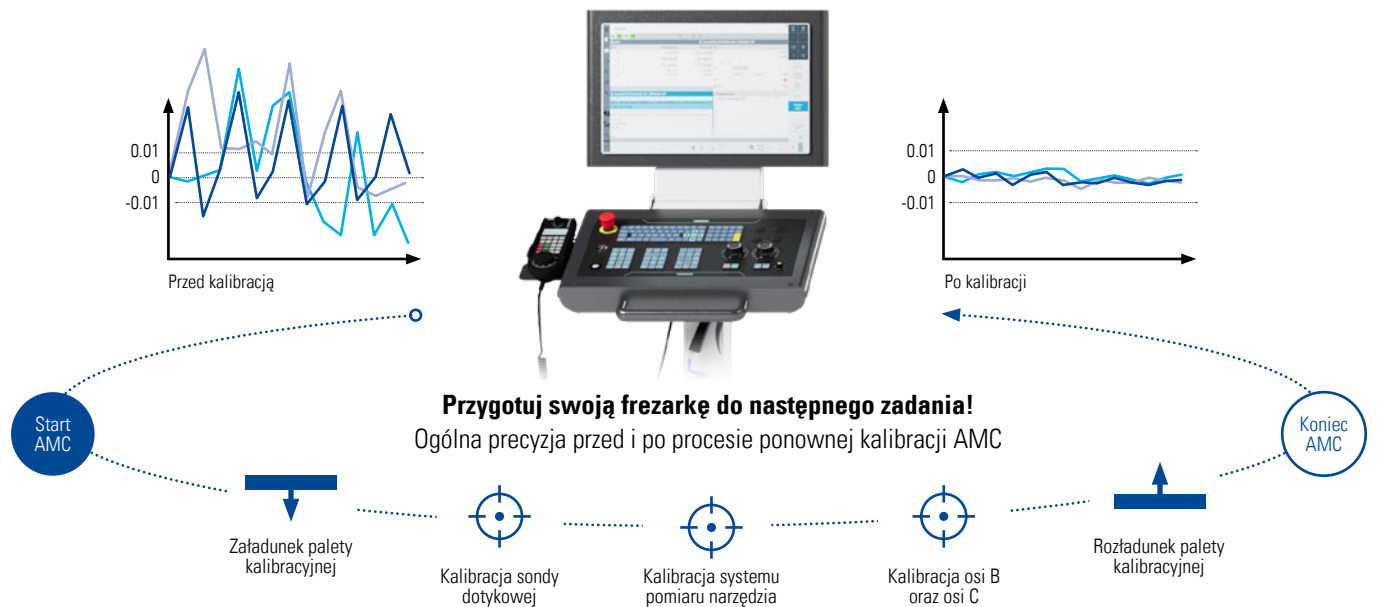 0.01
0
-0.01
Przed kalibracją
0.01
0
-0.01
Po kalibracji
Start
AMC
Przygotuj swoją frezarkę do następnego zadania!
Ogólna precyzja przed i po procesie ponownej kalibracji AMC
Koniec
AMC
Załadunek palety
kalibracyjnej
Kalibracja sondy
dotykowej
Kalibracja systemu
pomiaru narzędzia
Kalibracja osi B
oraz osi C
Rozładunek palety
kalibracyjnej